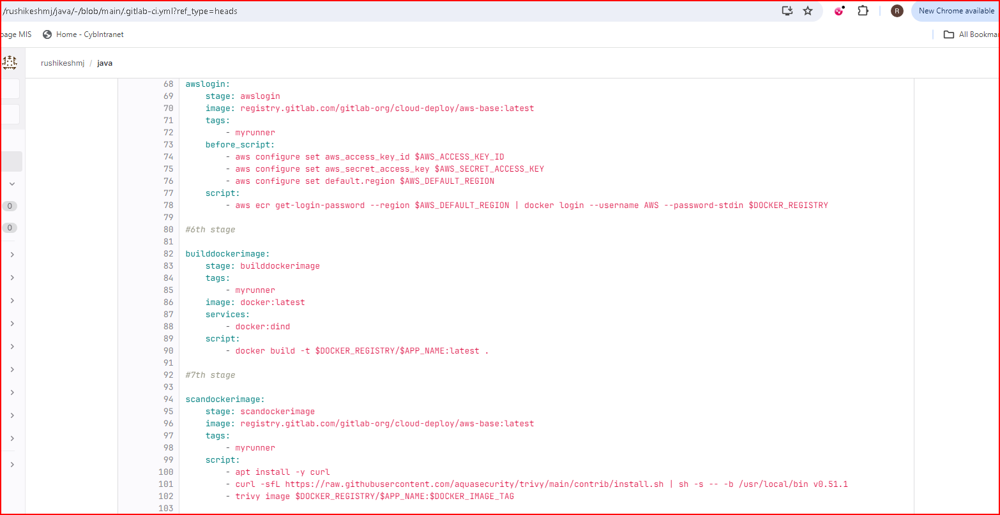 /rushikeshmj/java/-/blob/main/.gitlab-ci.yml?ref_type=heads
R
New Chrome available
page MIS
Home - CybIntranet
All Bookmar
rushikeshmj / java
0
0
68 awslogin:
69 stage: awslogin
70 image: registry.gitlab.com/gitlab-org/cloud-deploy/aws-base:latest
71 tags:
72 - myrunner
73 before_script:
74 - aws configure set aws_access_key_id $AWS_ACCESS_KEY_ID
75 - aws configure set aws_secret_access_key $AWS_SECRET_ACCESS_KEY
76 - aws configure set default.region $AWS_DEFAULT_REGION
77 script:
78 - aws ecr get-login-password --region $AWS_DEFAULT_REGION | docker login --username AWS --password-stdin $DOCKER_REGISTRY
79
80 #6th stage
81
82 builddockerimage:
83 stage: builddockerimage
84 tags:
85 - myrunner
86 image: docker:latest
87 services:
88 - docker:dind
89 script:
90 - docker build -t $DOCKER_REGISTRY/$APP_NAME:latest .
91
92 #7th stage
93
94 scandockerimage:
95 stage: scandockerimage
96 image: registry.gitlab.com/gitlab-org/cloud-deploy/aws-base:latest
97 tags:
98 - myrunner
99 script:
100 - apt install -y curl
101 - curl -sfL https://raw.githubusercontent.com/aquasecurity/trivy/main/contrib/install.sh | sh -s -- -b /usr/local/bin v0.51.1
102 - trivy image $DOCKER_REGISTRY/$APP_NAME:$DOCKER_IMAGE_TAG
103